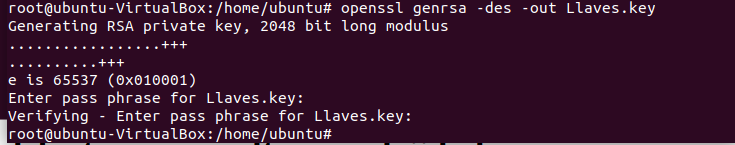 root@ubuntu-VirtualBox:/home/ubuntu# openssl genrsa -des -out Llaves.key
Generating RSA private key, 2048 bit long modulus
.................+++
..........+++
e is 65537 (0x010001)
Enter pass phrase for Llaves.key:
Verifying - Enter pass phrase for Llaves.key:
root@ubuntu-VirtualBox:/home/ubuntu#